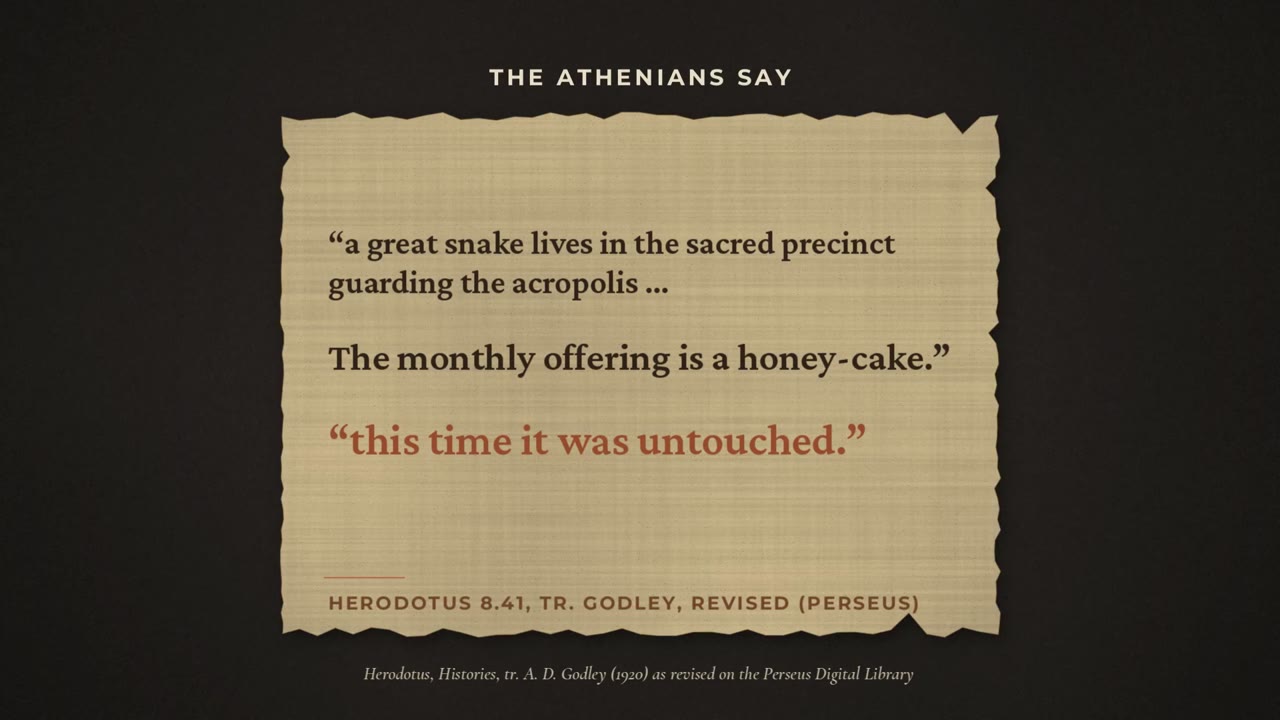 THE ATHENIANS SAY
“a great snake lives in the sacred precinct
guarding the acropolis ...
The monthly offering is a honey-cake.”
“this time it was untouched.”
HERODOTUS 8.41, TR. GODLEY, REVISED (PERSEUS)
Herodotus, Histories, tr. A. D. Godley (1920) as revised on the Perseus Digital Library